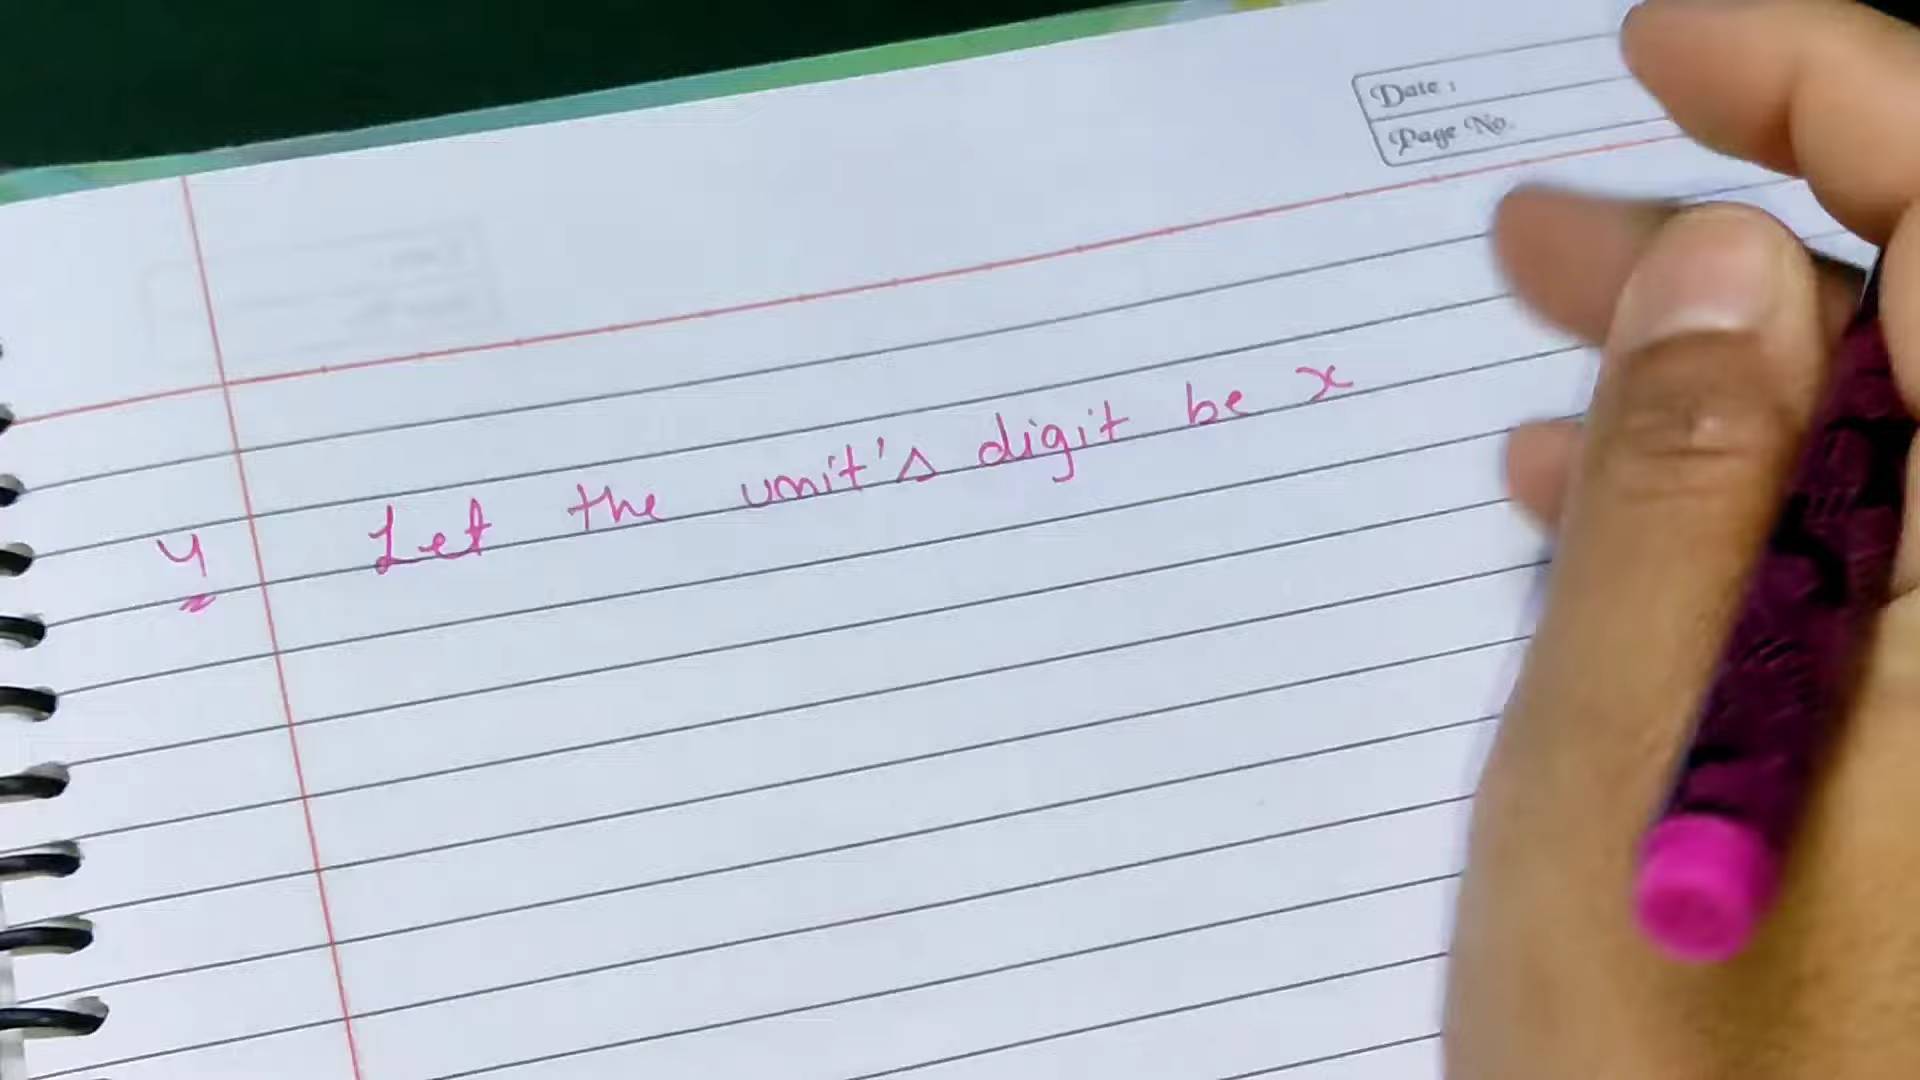 Date :
Page No.
4 Let the unit's digit be x